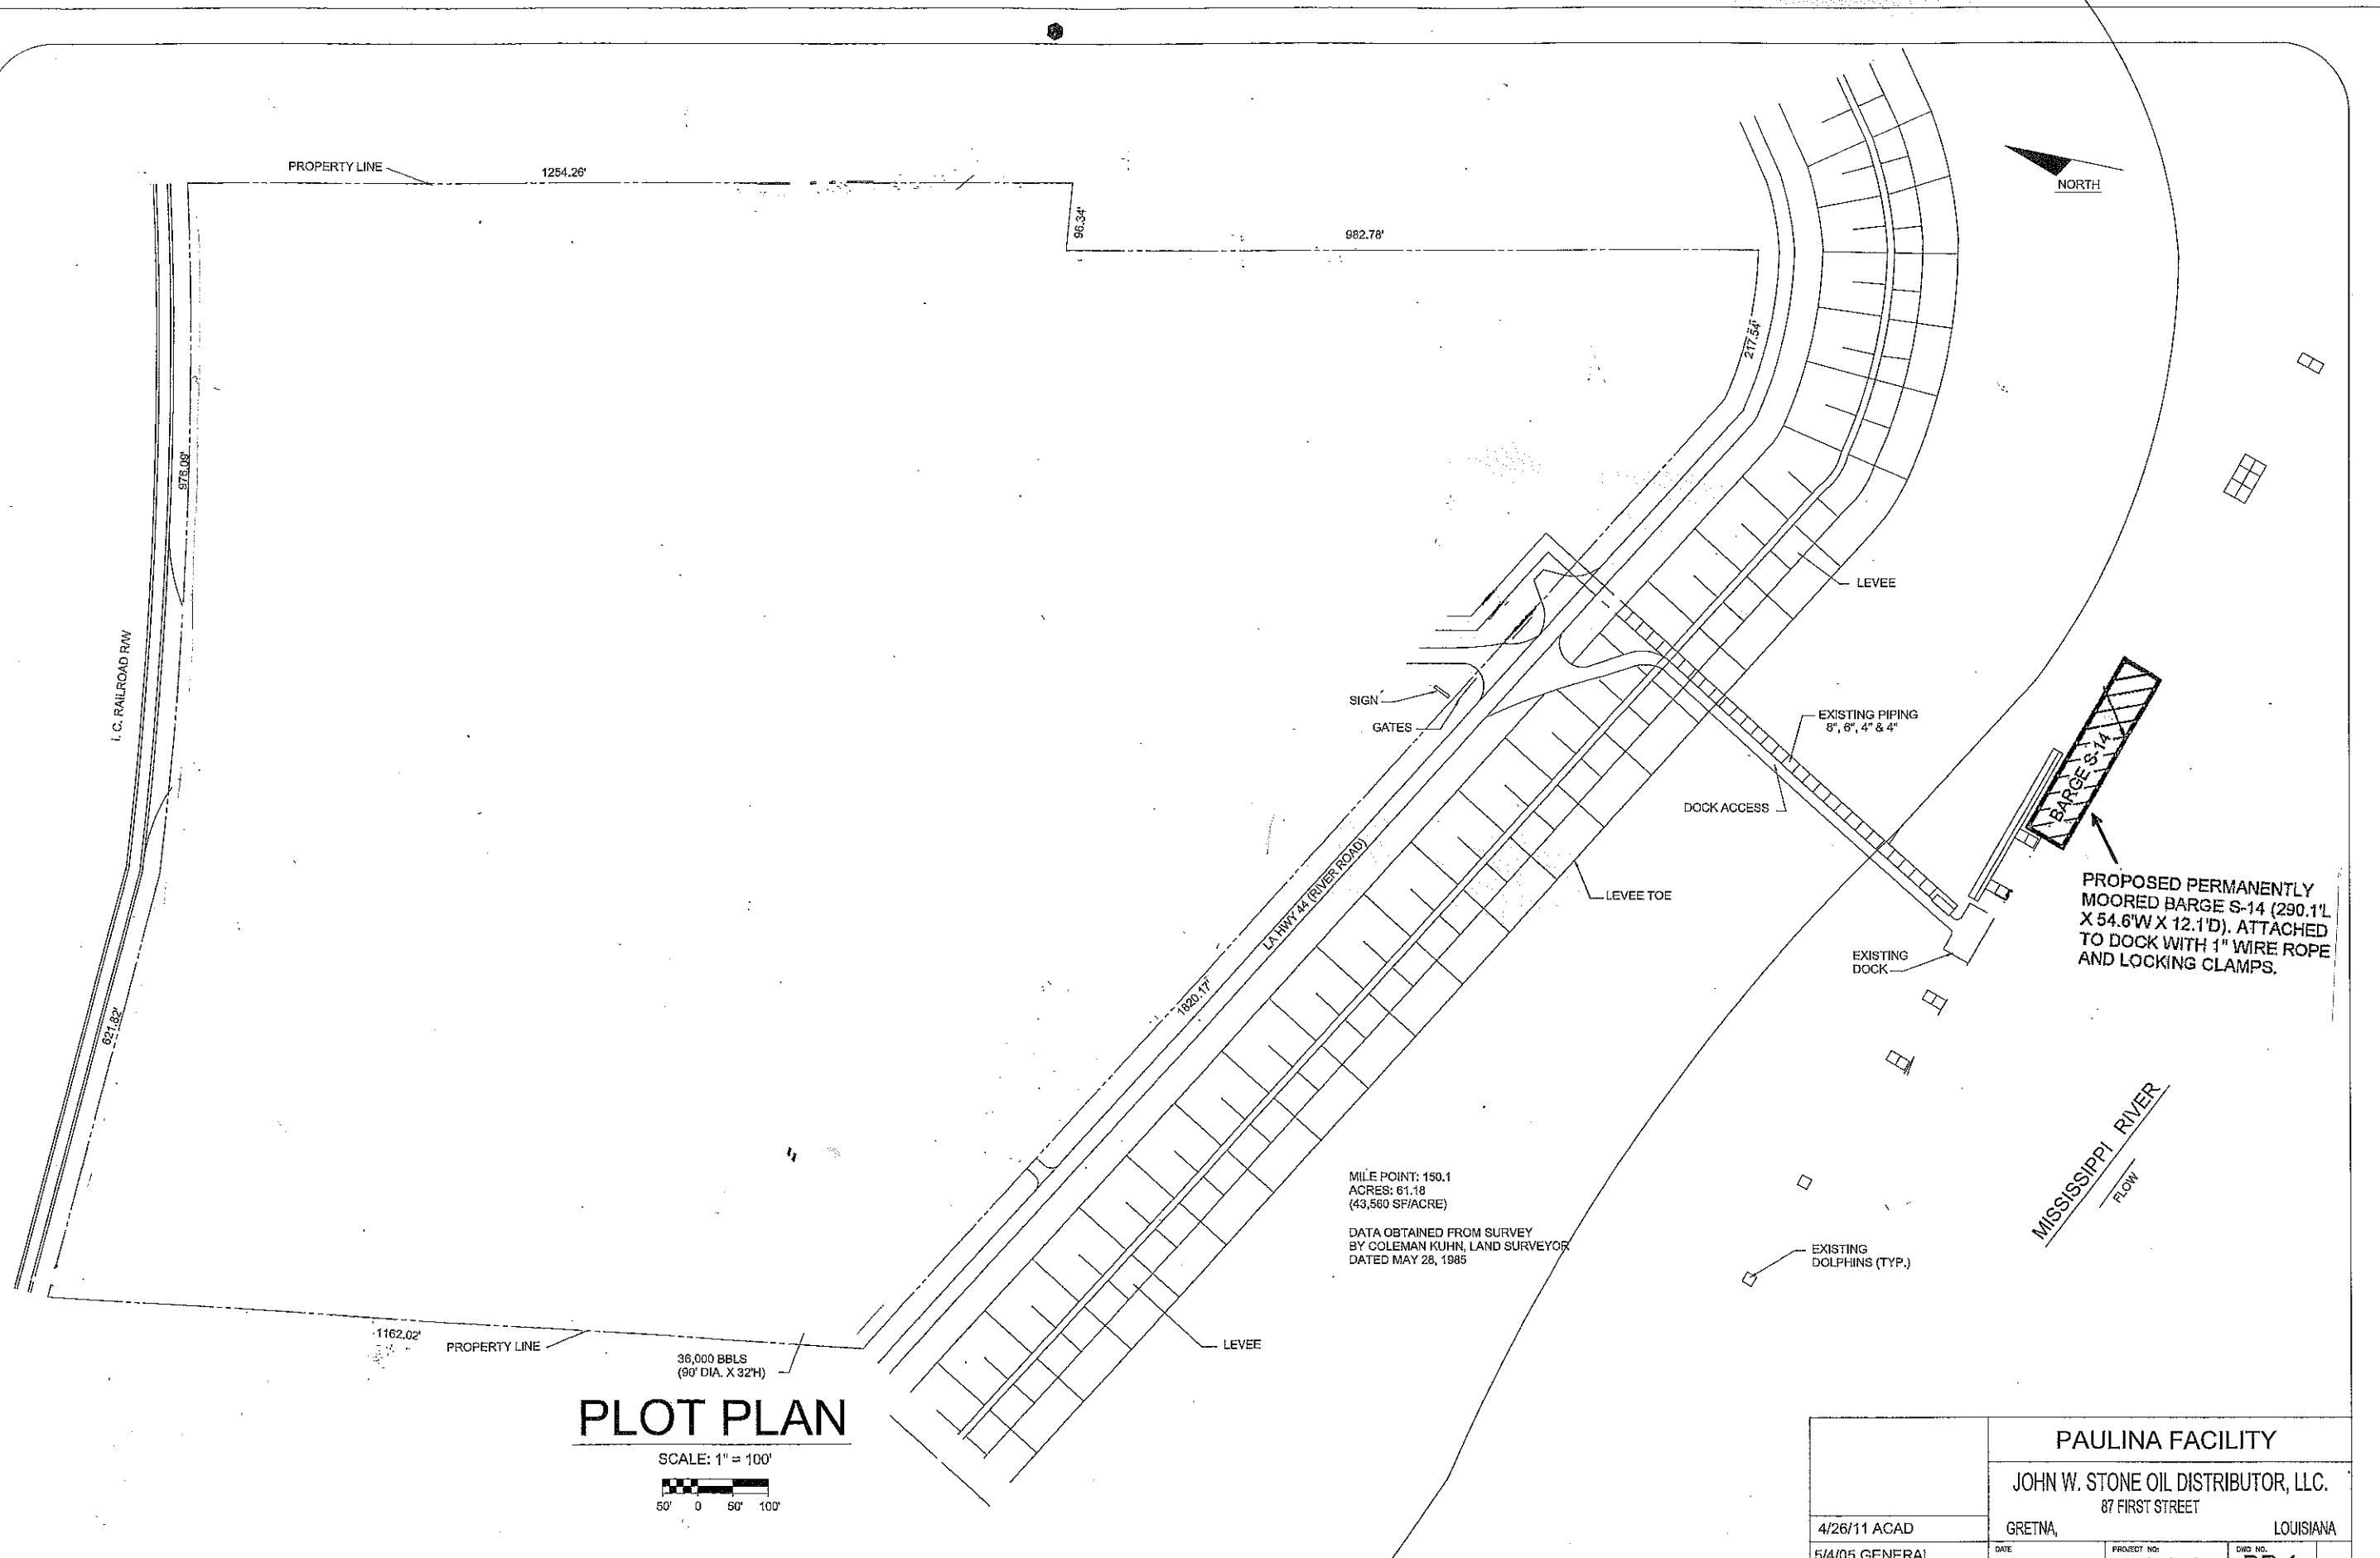 PROPERTY LINE
1254.26'
96.34'
982.78'
NORTH
217.54'
976.09'
I. C. RAILROAD R/W
LEVEE
SIGN
GATES
EXISTING PIPING
8", 6", 4" & 4"
DOCK ACCESS
BARGE S-14
LA HWY 44 (RIVER ROAD)
LEVEE TOE
PROPOSED PERMANENTLY
MOORED BARGE S-14 (290.1'L
X 54.6'W X 12.1'D). ATTACHED
TO DOCK WITH 1" WIRE ROPE
AND LOCKING CLAMPS.
EXISTING
DOCK
1820.17'
621.82'
MISSISSIPPI RIVER
FLOW
MILE POINT: 150.1
ACRES: 61.18
(43,560 SF/ACRE)
DATA OBTAINED FROM SURVEY
BY COLEMAN KUHN, LAND SURVEYOR
DATED MAY 28, 1985
EXISTING
DOLPHINS (TYP.)
1162.02'
PROPERTY LINE
36,000 BBLS
(90' DIA. X 32'H)
LEVEE
PLOT PLAN
SCALE: 1" = 100'
50' 0 50' 100'
PAULINA FACILITY
JOHN W. STONE OIL DISTRIBUTOR, LLC.
87 FIRST STREET
GRETNA, LOUISIANA
4/26/11 ACAD
5/4/05 GENERAL
DATE
PROJECT NO:
DWG NO.